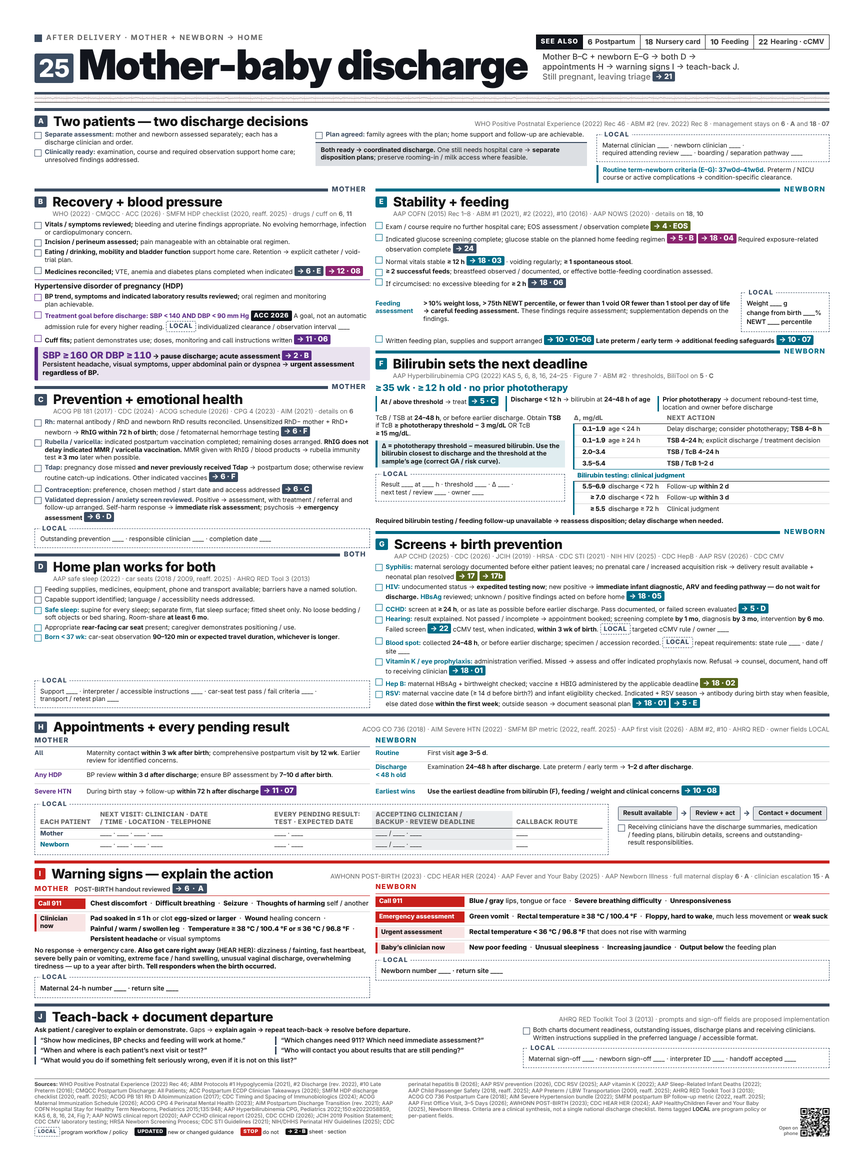 AFTER DELIVERY · MOTHER + NEWBORN → HOME
25 Mother-baby discharge
SEE ALSO 6 Postpartum 18 Nursery card 10 Feeding 22 Hearing · cCMV
Mother B–C + newborn E–G → both D →
appointments H → warning signs I → teach-back J.
Still pregnant, leaving triage → 21
A Two patients — two discharge decisions
WHO Positive Postnatal Experience (2022) Rec 46 · ABM #2 (rev. 2022) Rec 8 · management stays on 6 · A and 18 · 07
Separate assessment: mother and newborn assessed separately; each has a
discharge clinician and order.
Clinically ready: examination, course and required observation support home care;
unresolved findings addressed.
Plan agreed: family agrees with the plan; home support and follow-up are achievable.
Both ready → coordinated discharge. One still needs hospital care → separate
disposition plans; preserve rooming-in / milk access where feasible.
LOCAL
Maternal clinician ____ · newborn clinician ____ ·
required attending review ____ · boarding / separation pathway ____
Routine term-newborn criteria (E–G): 37w0d–41w6d. Preterm / NICU
course or active complications → condition-specific clearance.
MOTHER
B Recovery + blood pressure
WHO (2022) · CMQCC · ACC (2026) · SMFM HDP checklist (2020, reaff. 2025) · drugs / cuff on 6, 11
Vitals / symptoms reviewed; bleeding and uterine findings appropriate. No evolving hemorrhage, infection
or cardiopulmonary concern.
Incision / perineum assessed; pain manageable with an obtainable oral regimen.
Eating / drinking, mobility and bladder function support home care. Retention → explicit catheter / void-
trial plan.
Medicines reconciled; VTE, anemia and diabetes plans completed when indicated → 6 · E → 12 · 08
Hypertensive disorder of pregnancy (HDP)
BP trend, symptoms and indicated laboratory results reviewed; oral regimen and monitoring
plan achievable.
Treatment goal before discharge: SBP <140 AND DBP < 90 mm Hg ACC 2026 A goal, not an automatic
admission rule for every higher reading. LOCAL individualized clearance / observation interval ____
Cuff fits; patient demonstrates use; doses, monitoring and call instructions written → 11 · 06
SBP ≥ 160 OR DBP ≥ 110 → pause discharge; acute assessment → 2 · B
Persistent headache, visual symptoms, upper abdominal pain or dyspnea → urgent assessment
regardless of BP.
MOTHER
C Prevention + emotional health
ACOG PB 181 (2017) · CDC (2024) · ACOG schedule (2026) · CPG 4 (2023) · AIM (2021) · details on 6
Rh: maternal antibody / RhD and newborn RhD results reconciled. Unsensitized RhD− mother + RhD+
newborn → RhIG within 72 h; dose / fetomaternal hemorrhage testing → 6 · F
Rubella / varicella: indicated postpartum vaccination completed; remaining doses arranged. RhIG does not
delay indicated MMR / varicella vaccination. MMR given with RhIG / blood products → rubella immunity
test ≥ 3 mo later when possible.
Tdap: pregnancy dose missed and never previously received Tdap → postpartum dose; otherwise review
routine catch-up indications. Other indicated vaccines → 6 · F
Contraception: preference, chosen method / start date and access addressed → 6 · C
Validated depression / anxiety screen reviewed. Positive → assessment, with treatment / referral and
follow-up arranged. Self-harm response → immediate risk assessment; psychosis → emergency
assessment → 6 · D
LOCAL
Outstanding prevention ____ · responsible clinician ____ · completion date ____
BOTH
D Home plan works for both
AAP safe sleep (2022) · car seats (2018 / 2009, reaff. 2025) · AHRQ RED Tool 3 (2013)
Feeding supplies, medicines, equipment, phone and transport available; barriers have a named solution.
Capable support identified; language / accessibility needs addressed.
Safe sleep: supine for every sleep; separate, firm flat sleep surface; fitted sheet only. No loose bedding /
soft objects or bed sharing. Room-share at least 6 mo.
Appropriate rear-facing car seat present; caregiver demonstrates positioning / use.
Born < 37 wk: car-seat observation 90–120 min or expected travel duration, whichever is longer.
LOCAL
Support ____ · interpreter / accessible instructions ____ · car-seat test pass / fail criteria ____ ·
transport / retest plan ____
NEWBORN
E Stability + feeding
AAP COFN (2015) Rec 1–8 · ABM #1 (2021), #2 (2022), #10 (2016) · AAP NOWS (2020) · details on 18, 10
Exam / course require no further hospital care; EOS assessment / observation complete → 4 · EOS
Indicated glucose screening complete; glucose stable on the planned home feeding regimen → 5 · B → 18 · 04 Required exposure-related
observation complete → 24
Normal vitals stable ≥ 12 h → 18 · 03 · voiding regularly; ≥ 1 spontaneous stool.
≥ 2 successful feeds; breastfeed observed / documented, or effective bottle-feeding coordination assessed.
If circumcised: no excessive bleeding for ≥ 2 h → 18 · 06
Feeding
assessment
> 10% weight loss, > 75th NEWT percentile, or fewer than 1 void OR fewer than 1 stool per day of life
→ careful feeding assessment. These findings require assessment; supplementation depends on the
findings.
LOCAL
Weight ____ g
change from birth ____%
NEWT ____ percentile
Written feeding plan, supplies and support arranged → 10 · 01–06 Late preterm / early term → additional feeding safeguards → 10 · 07
NEWBORN
F Bilirubin sets the next deadline
AAP Hyperbilirubinemia CPG (2022) KAS 5, 6, 8, 16, 24–25 · Figure 7 · ABM #2 · thresholds, BiliTool on 5 · C
≥ 35 wk · ≥ 12 h old · no prior phototherapy
At / above threshold → treat → 5 · C
Discharge < 12 h → bilirubin at 24–48 h of age
Prior phototherapy → document rebound-test time,
location and owner before discharge
TcB / TSB at 24–48 h, or before earlier discharge. Obtain TSB
if TcB ≥ phototherapy threshold − 3 mg/dL, OR TcB
≥ 15 mg/dL.
Δ = phototherapy threshold − measured bilirubin. Use the
bilirubin closest to discharge and the threshold at the
sample's age (correct GA / risk curve).
LOCAL
Result ____ at ____ h · threshold ____ · Δ ____ ·
next test / review ____ · owner ____
Δ, mg/dL NEXT ACTION
0.1–1.9 age < 24 h Delay discharge; consider phototherapy; TSB 4–8 h
0.1–1.9 age ≥ 24 h TSB 4–24 h; explicit discharge / treatment decision
2.0–3.4 TSB / TcB 4–24 h
3.5–5.4 TSB / TcB 1–2 d
Bilirubin testing: clinical judgment
5.5–6.9 discharge < 72 h Follow-up within 2 d
≥ 7.0 discharge < 72 h Follow-up within 3 d
≥ 5.5 discharge ≥ 72 h Clinical judgment
Required bilirubin testing / feeding follow-up unavailable → reassess disposition; delay discharge when needed.
NEWBORN
G Screens + birth prevention
AAP CCHD (2025) · CDC (2026) · JCIH (2019) · HRSA · CDC STI (2021) · NIH HIV (2025) · CDC HepB · AAP RSV (2026) · CDC CMV
Syphilis: maternal serology documented before either patient leaves; no prenatal care / increased acquisition risk → delivery result available +
neonatal plan resolved → 17 → 17b
HIV: undocumented status → expedited testing now; new positive → immediate infant diagnostic, ARV and feeding pathway — do not wait for
discharge. HBsAg reviewed; unknown / positive findings acted on before home → 18 · 05
CCHD: screen at ≥ 24 h, or as late as possible before earlier discharge. Pass documented, or failed screen evaluated → 5 · D
Hearing: result explained. Not passed / incomplete → appointment booked; screening complete by 1 mo, diagnosis by 3 mo, intervention by 6 mo.
Failed screen → 22 cCMV test, when indicated, within 3 wk of birth. LOCAL targeted cCMV rule / owner ____
Blood spot: collected 24–48 h, or before earlier discharge; specimen / accession recorded. LOCAL repeat requirements: state rule ____ · date /
site ____
Vitamin K / eye prophylaxis: administration verified. Missed → assess and offer indicated prophylaxis now. Refusal → counsel, document, hand off
to receiving clinician → 18 · 01
Hep B: maternal HBsAg + birthweight checked; vaccine ± HBIG administered by the applicable deadline → 18 · 02
RSV: maternal vaccine date (≥ 14 d before birth?) and infant eligibility checked. Indicated + RSV season → antibody during birth stay when feasible,
else dated dose within the first week; outside season → document seasonal plan → 18 · 01 → 5 · E
H Appointments + every pending result
ACOG CO 736 (2018) · AIM Severe HTN (2022) · SMFM BP metric (2022, reaff. 2025) · AAP first visit (2026) · ABM #2, #10 · AHRQ RED · owner fields LOCAL
MOTHER
All Maternity contact within 3 wk after birth; comprehensive postpartum visit by 12 wk. Earlier
review for identified concerns.
Any HDP BP review within 3 d after discharge; ensure BP assessment by 7–10 d after birth.
Severe HTN During birth stay → follow-up within 72 h after discharge → 11 · 07
NEWBORN
Routine First visit age 3–5 d.
Discharge
< 48 h old
Examination 24–48 h after discharge. Late preterm / early term → 1–2 d after discharge.
Earliest wins Use the earliest deadline from bilirubin (F), feeding / weight and clinical concerns → 10 · 08
LOCAL
EACH PATIENT
NEXT VISIT: CLINICIAN · DATE
/ TIME · LOCATION · TELEPHONE
EVERY PENDING RESULT:
TEST · EXPECTED DATE
ACCEPTING CLINICIAN /
BACKUP · REVIEW DEADLINE
CALLBACK ROUTE
Mother ____ · ____ · ____ ____ · ____ ____ / ____ · ____ ____
Newborn ____ · ____ · ____ ____ · ____ ____ / ____ · ____ ____
Result available → Review + act → Contact + document
Receiving clinicians have the discharge summaries, medication
/ feeding plans, bilirubin details, screens and outstanding-
result responsibilities.
I Warning signs — explain the action
AWHONN POST-BIRTH (2023) · CDC HEAR HER (2024) · AAP Fever and Your Baby (2025) · AAP Newborn Illness · full maternal display 6 · A · clinician escalation 15 · A
MOTHER POST-BIRTH handout reviewed → 6 · A
Call 911 Chest discomfort · Difficult breathing · Seizure · Thoughts of harming self / another
Clinician
now
Pad soaked in ≤ 1 h or clot egg-sized or larger · Wound healing concern ·
Painful / warm / swollen leg · Temperature ≥ 38 °C / 100.4 °F or ≤ 36 °C / 96.8 °F ·
Persistent headache or visual symptoms
No response → emergency care. Also get care right away (HEAR HER): dizziness / fainting, fast heartbeat,
severe belly pain or vomiting, extreme face / hand swelling, unusual vaginal discharge, overwhelming
tiredness — up to a year after birth. Tell responders when the birth occurred.
LOCAL
Maternal 24-h number ____ · return site ____
NEWBORN
Call 911 Blue / gray lips, tongue or face · Severe breathing difficulty · Unresponsiveness
Emergency assessment Green vomit · Rectal temperature ≥ 38 °C / 100.4 °F · Floppy, hard to wake, much less movement or weak suck
Urgent assessment Rectal temperature < 36 °C / 96.8 °F that does not rise with warming
Baby's clinician now New poor feeding · Unusual sleepiness · Increasing jaundice · Output below the feeding plan
LOCAL
Newborn number ____ · return site ____
J Teach-back + document departure
AHRQ RED Toolkit Tool 3 (2013) · prompts and sign-off fields are proposed implementation
Ask patient / caregiver to explain or demonstrate. Gaps → explain again → repeat teach-back → resolve before departure.
"Show how medicines, BP checks and feeding will work at home."
"Which changes need 911? Which need immediate assessment?"
"When and where is each patient's next visit or test?"
"Who will contact you about results that are still pending?"
"What would you do if something felt seriously wrong, even if it is not on this list?"
Both charts document readiness, outstanding issues, discharge plans and receiving clinicians.
Written instructions supplied in the preferred language / accessible format.
LOCAL
Maternal sign-off ____ · newborn sign-off ____ · interpreter ID ____ · handoff accepted ____
LOCAL program workflow / policy UPDATED new or changed guidance STOP do not → 2 · B sheet · section
Open on
phone